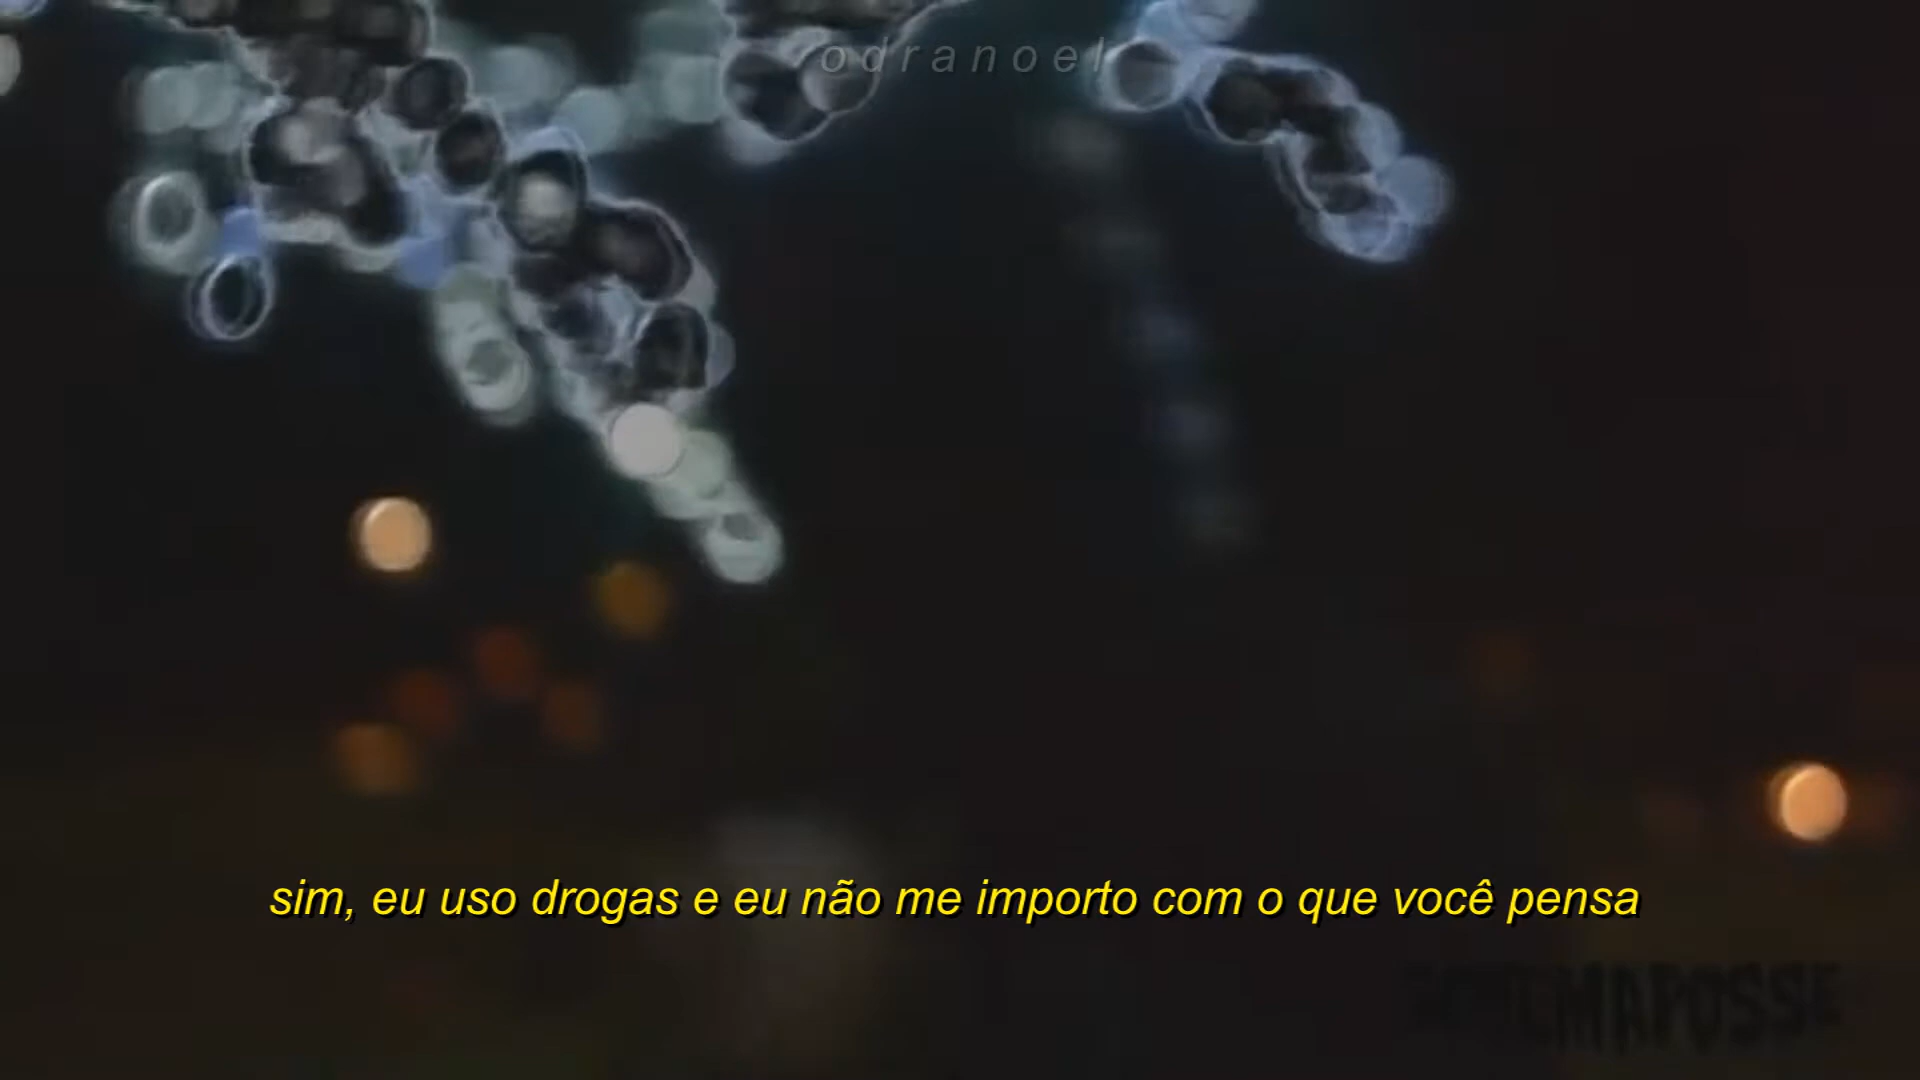 odranoel
sim, eu uso drogas e eu não me importo com o que você pensa